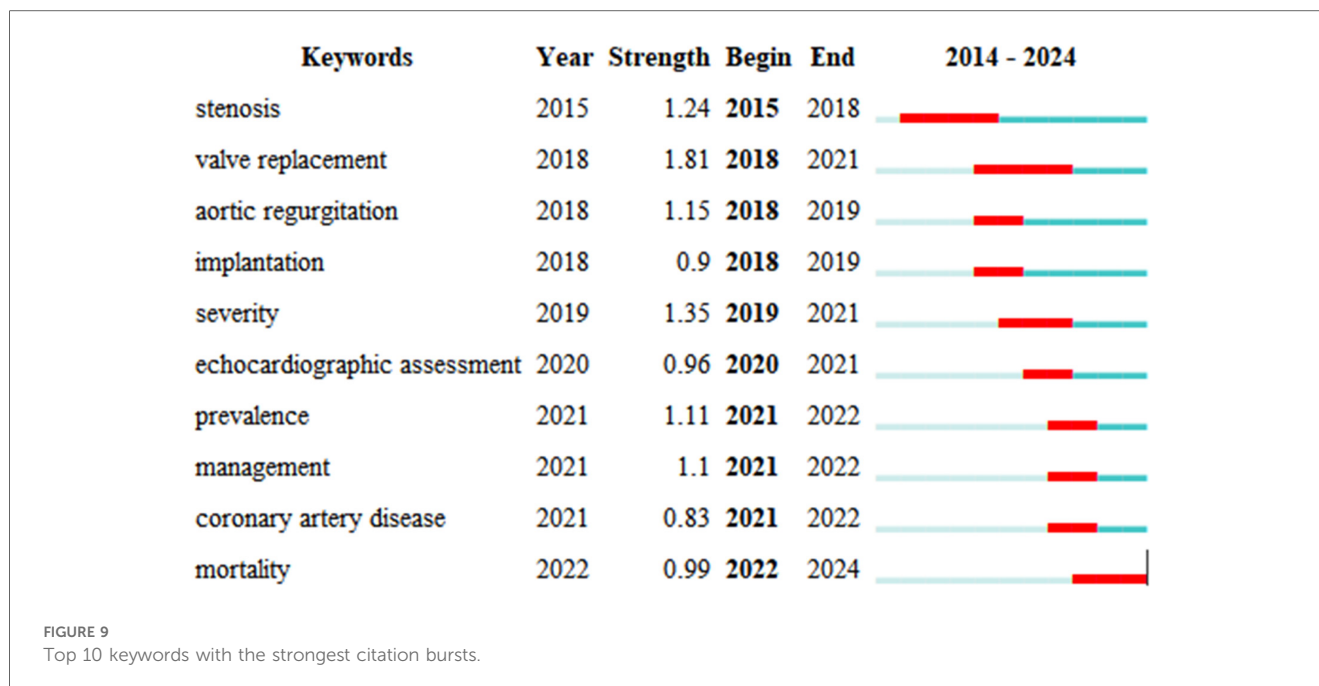 Keywords Year Strength Begin End 2014 - 2024
stenosis 2015 1.24 2015 2018
valve replacement 2018 1.81 2018 2021
aortic regurgitation 2018 1.15 2018 2019
implantation 2018 0.9 2018 2019
severity 2019 1.35 2019 2021
echocardiographic assessment 2020 0.96 2020 2021
prevalence 2021 1.11 2021 2022
management 2021 1.1 2021 2022
coronary artery disease 2021 0.83 2021 2022
mortality 2022 0.99 2022 2024
FIGURE 9
Top 10 keywords with the strongest citation bursts.